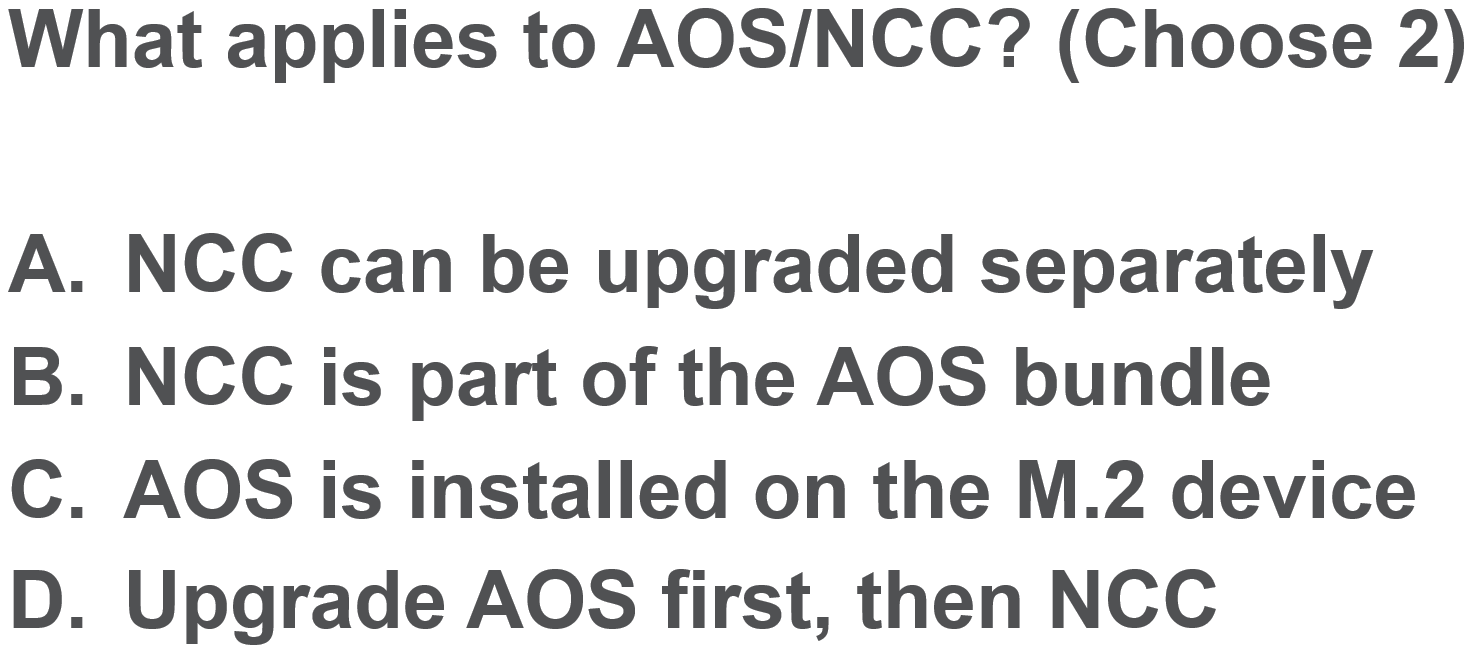 What applies to AOS/NCC? (Choose 2)
A. NCC can be upgraded separately
B. NCC is part of the AOS bundle
C. AOS is installed on the M.2 device
D. Upgrade AOS first, then NCC